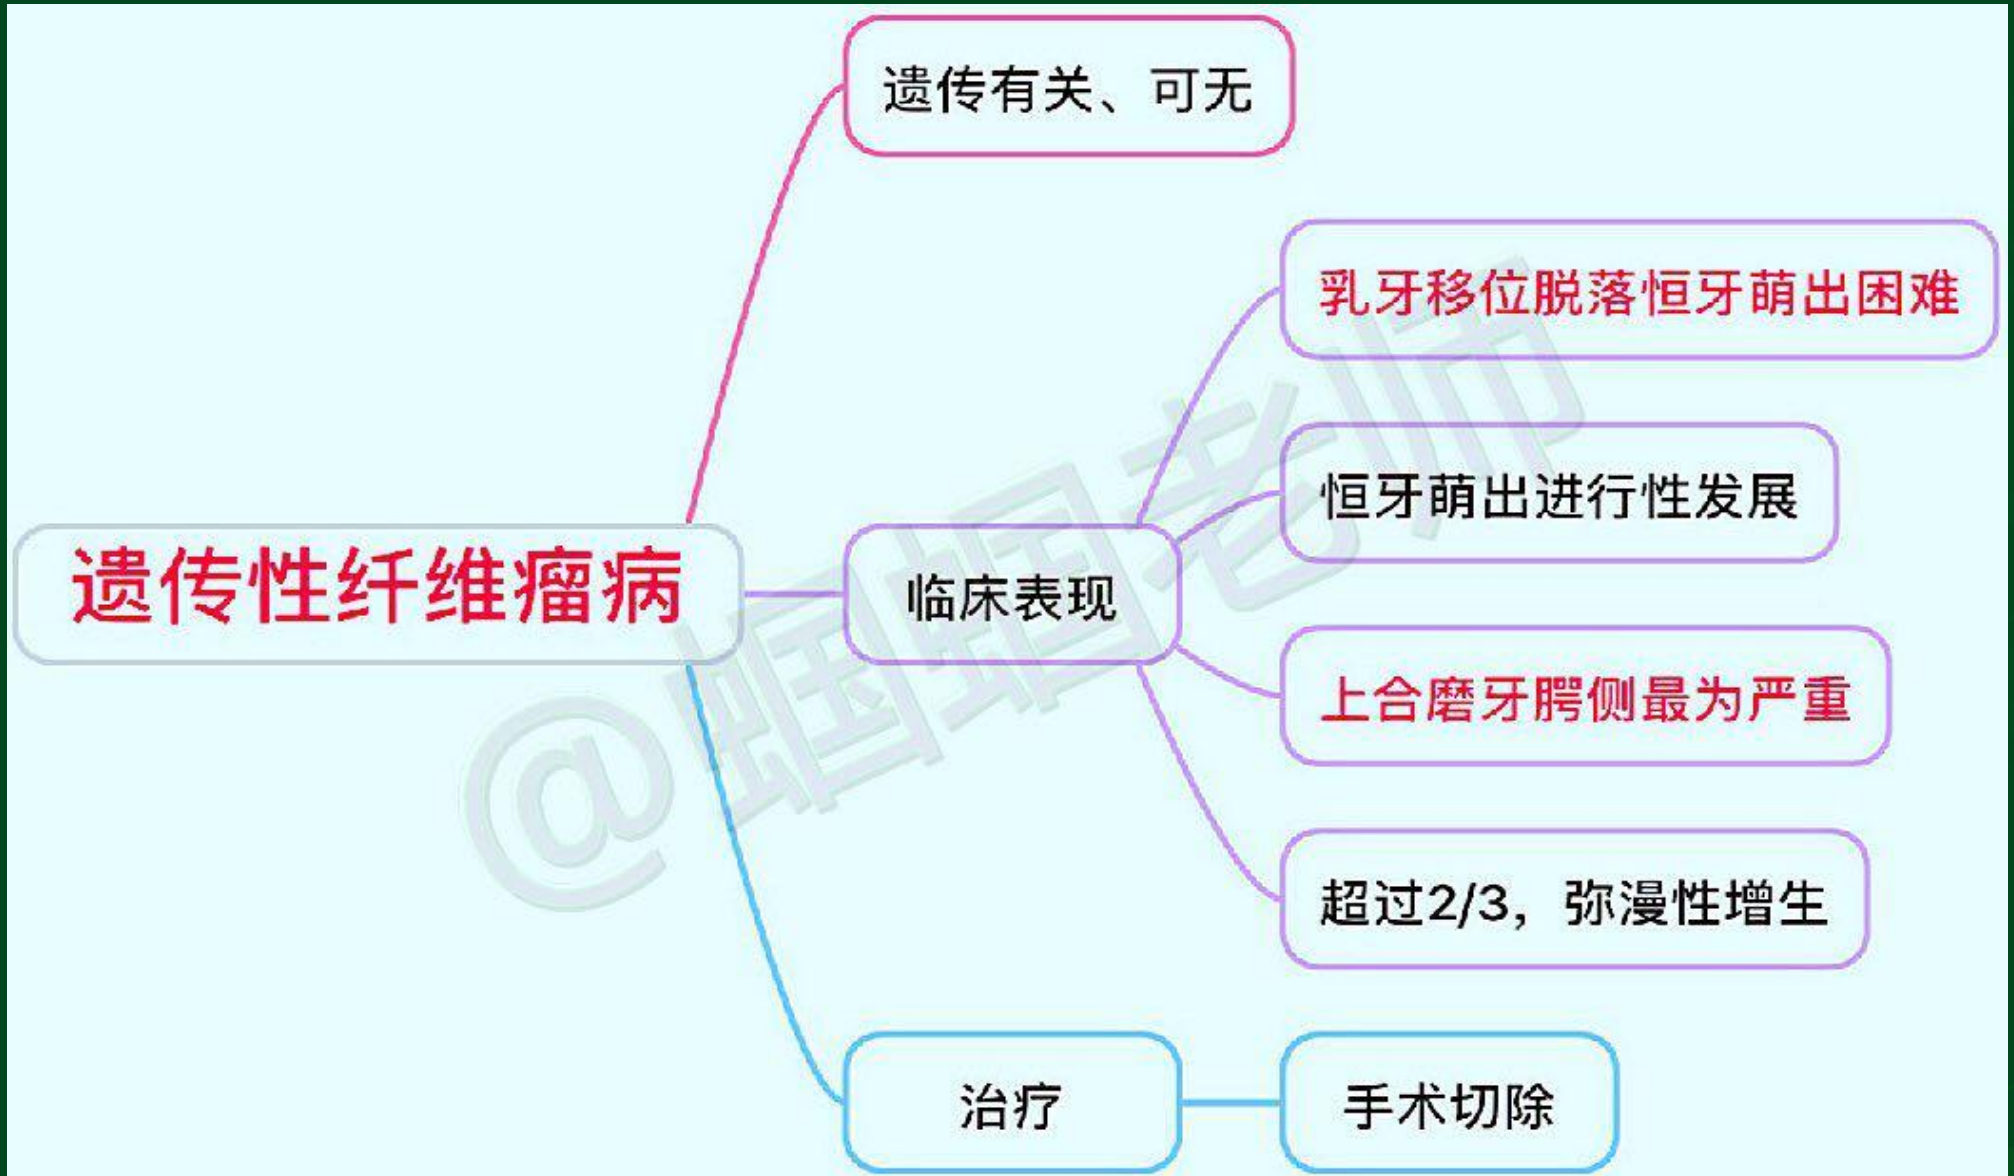 遗传有关、可无
乳牙移位脱落恒牙萌出困难
恒牙萌出进行性发展
遗传性纤维瘤病
临床表现
上合磨牙腭侧最为严重
超过2/3，弥漫性增生
治疗
手术切除
@蝈蝈老师